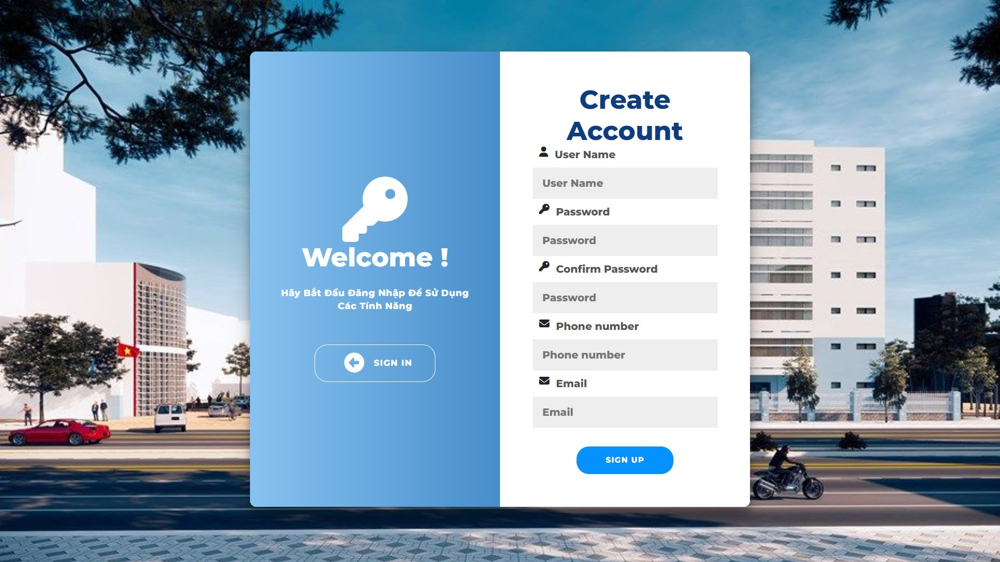 Welcome !
Hãy Bắt Đầu Đăng Nhập Để Sử Dụng
Các Tính Năng
SIGN IN
Create
Account
User Name
User Name
Password
Password
Confirm Password
Password
Phone number
Phone number
Email
Email
SIGN UP